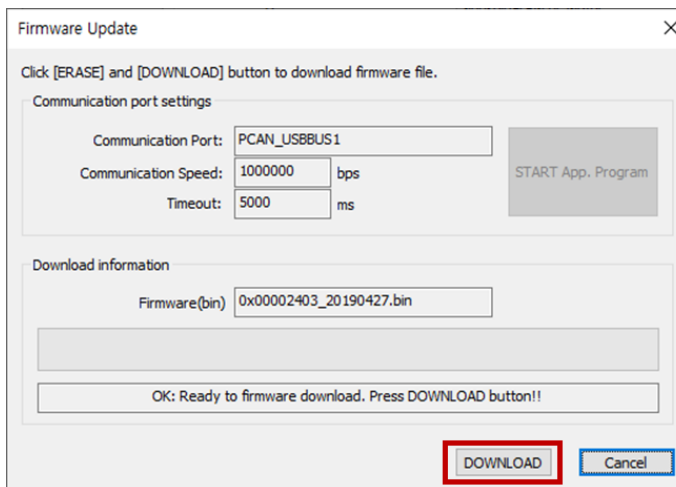 Firmware Update
Click [ERASE] and [DOWNLOAD] button to download firmware file.
Communication port settings
Communication Port: PCAN_USBBUS1
Communication Speed: 1000000 bps
START App. Program
Timeout: 5000 ms
Download information
Firmware(bin) 0x00002403_20190427.bin
OK: Ready to firmware download. Press DOWNLOAD button!!
DOWNLOAD Cancel